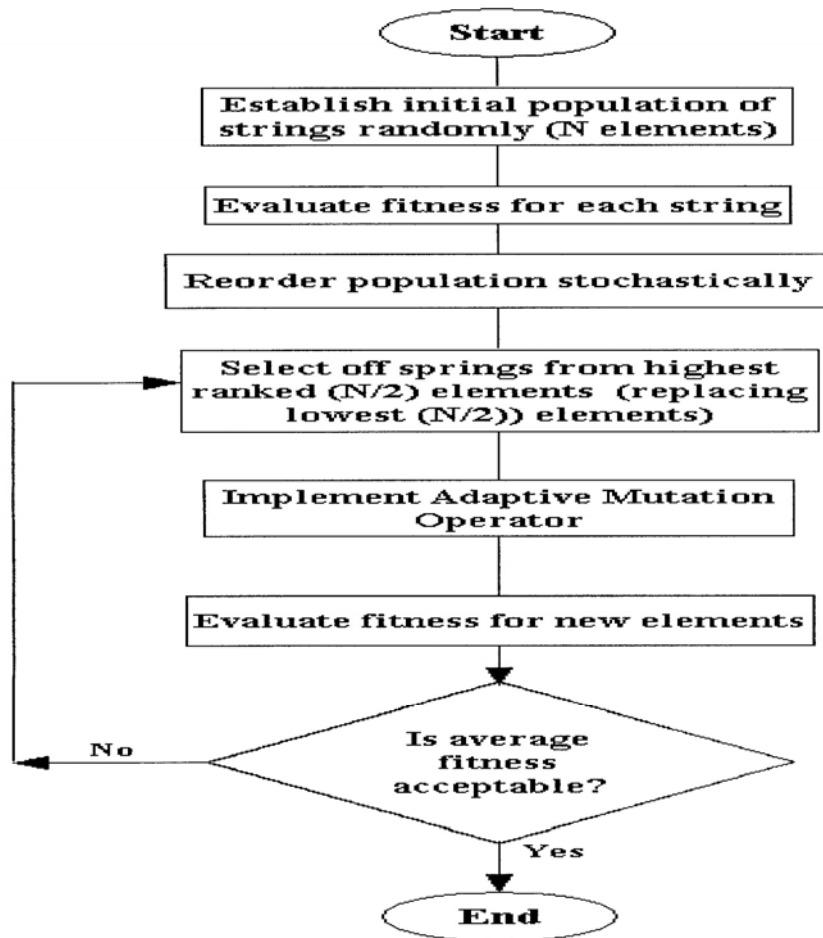 Start
Establish initial population of
strings randomly (N elements)
Evaluate fitness for each string
Reorder population stochastically
Select off springs from highest
ranked (N/2) elements (replacing
lowest (N/2)) elements)
Implement Adaptive Mutation
Operator
Evaluate fitness for new elements
Is average
fitness
acceptable?
No
Yes
End